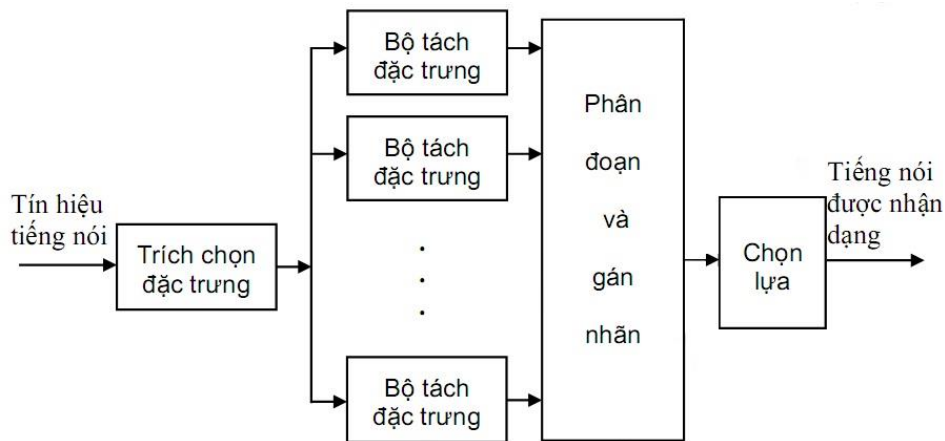 Tín hiệu
tiếng nói
Trích chọn
đặc trưng
Bộ tách
đặc trưng
Bộ tách
đặc trưng
Bộ tách
đặc trưng
Phân
đoạn
và
gán
nhãn
Chọn
lựa
Tiếng nói
được nhận
dạng